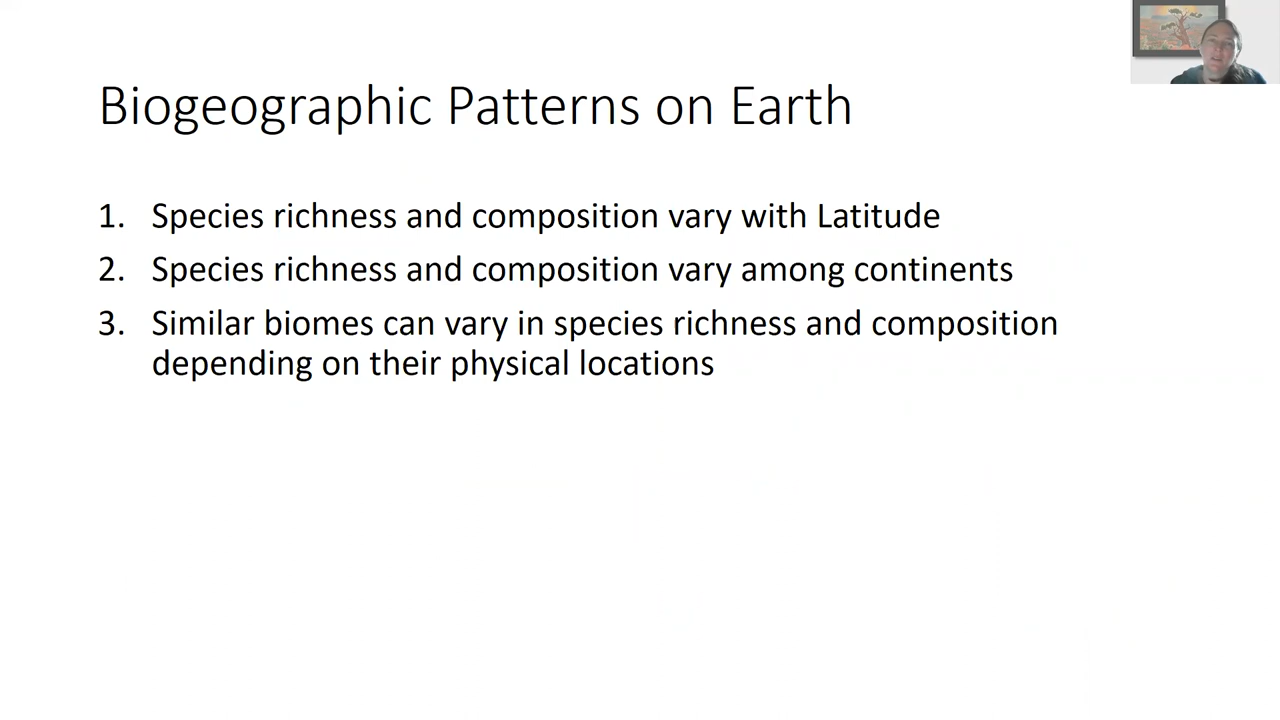 Biogeographic Patterns on Earth
1. Species richness and composition vary with Latitude
2. Species richness and composition vary among continents
3. Similar biomes can vary in species richness and composition
depending on their physical locations